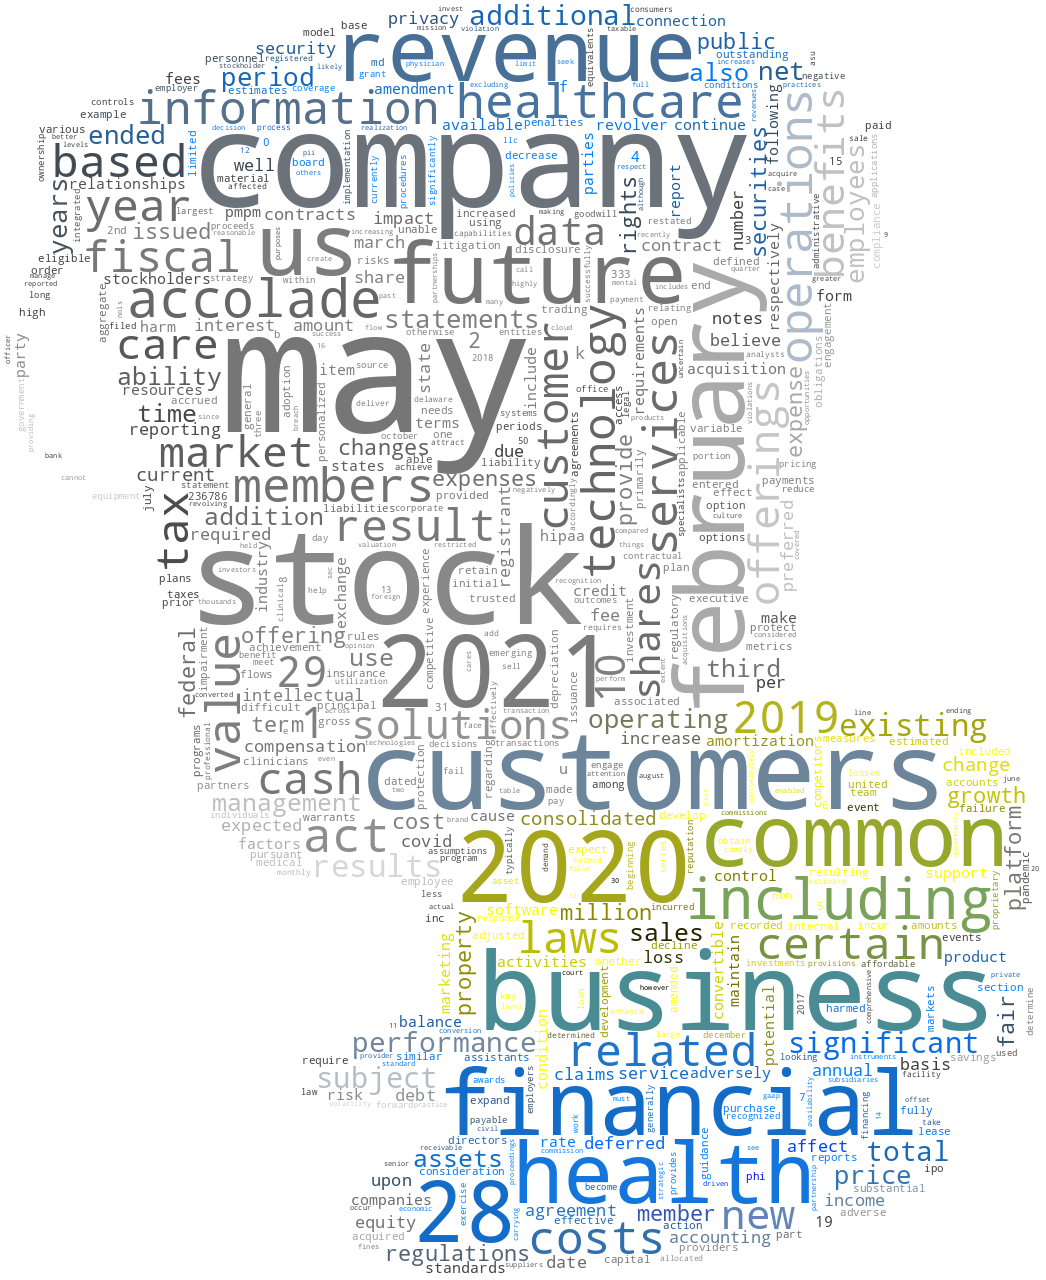 invest consumers
privacy additional connection
mission violation taxable
model base revenue public
security personnel registered outstanding
stockholder likely md physician limit seek if equivalents increases asu
fees period grant also net negative
employer estimates coverage amendment excluding full conditions practices
controls information healthcare revenues
example
various ended decision process realization available penalties revolver continue following paid
better levels limited 12 0 implementation llc sale
ownership based company securities operations benefits 15
pii board others well currently procedures significantly decrease parties 4 respect report
relationships material affected policies although acquire case
integrated years year largest pmpm contracts impact increased making goodwill rights restated number 3 administrative employees compliance applications
2nd issued proceeds reasonable unable using capabilities data recently contract 9
fiscal us increasing march litigation disclosure defined quarter respectively greater
eligible order purposes create risks future 333 mental includes end
manage reported stockholders strategy within share partnerships call highly successfully
long accolade past many payment february form
high aggregate nols statements trading relating notes
filed harm interest b amount flow otherwise entities cloud open uncertain believe engagement
officer party care success 16 2 k technology customer services analysts
ability item source state 2018 include requirements acquisition obligations
resources general three adoption personalized deliver delaware needs office access legal products violations opportunities expense
government accrued breach terms systems agreements provide variable offerings
providing time since october one attract periods
reporting market changes able 50 due primarily portion pricing
bank states achieve liability specialists applicable entered payments
cannot current statement members expenses negatively accordingly compared effect reduce
equipment july 236786 revolving addition liabilities provided corporate things option culture preferred
tax required result registrant hipaa contractual options covered
held day valuation restricted
plans investors industry stock retain recognition plan
taxes clinical 8 help sec 13 foreign experience initial credit executive
prior thousands exchange trusted outcomes shares regulatory make protect
offering rules fee investment considered
federal impairment value achievement opinion 2021 competitive add emerging requires 10 acquisitions metrics
benefit meet 29 use cares sell depreciation third
flows insurance utilization perform extent per
converted intellectual effectively issuance associated
difficult principal 31 transaction
term 1 across gross solutions face operating 2019 line ending existing
programs professional compensation technologies decisions transactions increase amortization measures estimated
clinicians even protection regarding customers competitors included change
partners cash dated two fail table u engage attention among august enabled losses united accounts june
management made pay team growth
individuals warrants cost brand cause consolidated develop commissions event failure
expected act covid common platform
factors typically 2020 obtain comply pandemic
pursuant assumptions demand expect beginning reputation resulting support 20
medical results program method control
monthly employee asset 30 including proprietary
less software million incurred non
actual inc laws sales recorded internal incur amounts
marketing property adjusted decline certain events
activities whether loss convertible maintain investments provisions affordable product
court business private
key development however amended 2017 harmed comprehensive markets section determine
11 balance enhance
performance conversion condition determined large december potential significant fair
require provider similar assistants related looking instruments used
standard claims service adversely annual basis savings
subject awards financial subsidiaries facility
law risk debt expand employers must gaap purchase 7 availability offset
volatility forward practice payable work generally recognized financing 14 fully take
civil lease
directors rate deferred guidance affect total
receivable assets commission see reports ipo
senior consideration proceedings health provides phi partnership price
upon strategic driven substantial
companies exercise 28 become income
occur economic agreement member new adverse
equity carrying effective action 19
acquired costs accounting part
fines regulations date capital providers allocated
standards suppliers